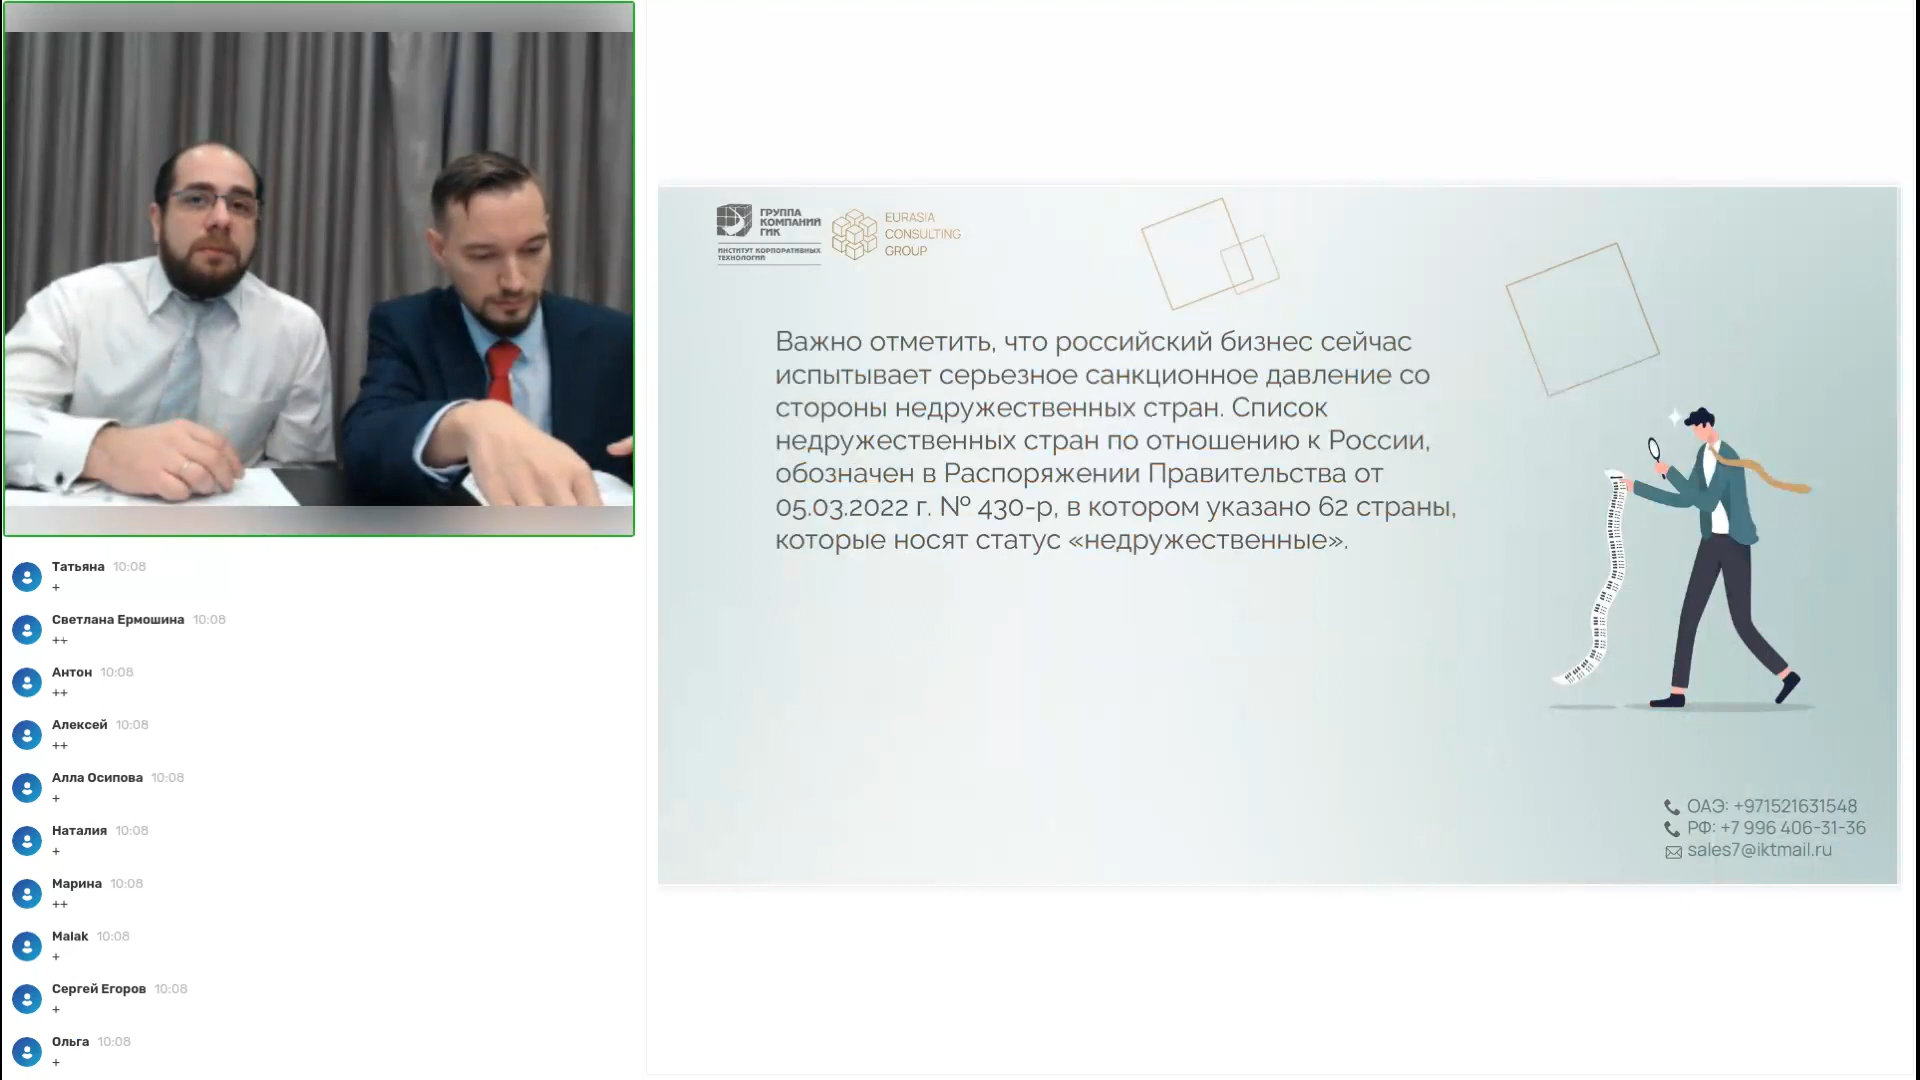 Татьяна 10:08
+
Светлана Ермошина 10:08
++
Антон 10:08
++
Алексей 10:08
++
Алла Осипова 10:08
+
Наталия 10:08
+
Марина 10:08
++
Malak 10:08
+
Сергей Егоров 10:08
+
Ольга 10:08
+
ГРУППА
КОМПАНИЙ
ГИК
ИНСТИТУТ КОРПОРАТИВНЫХ
ТЕХНОЛОГИЙ
EURASIA
CONSULTING
GROUP
Важно отметить, что российский бизнес сейчас
испытывает серьезное санкционное давление со
стороны недружественных стран. Список
недружественных стран по отношению к России,
обозначен в Распоряжении Правительства от
05.03.2022 г. № 430-р, в котором указано 62 страны,
которые носят статус «недружественные».
ОАЭ: +971521631548
РФ: +7 996 406-31-36
sales7@iktmail.ru